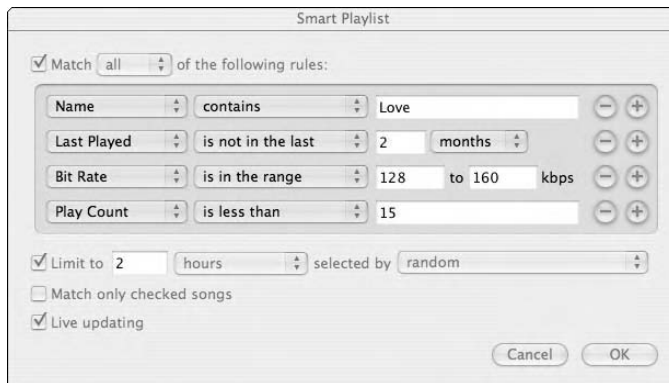 Smart Playlist
Match all of the following rules:
Name contains Love
Last Played is not in the last 2 months
Bit Rate is in the range 128 to 160 kbps
Play Count is less than 15
Limit to 2 hours selected by random
Match only checked songs
Live updating
Cancel OK